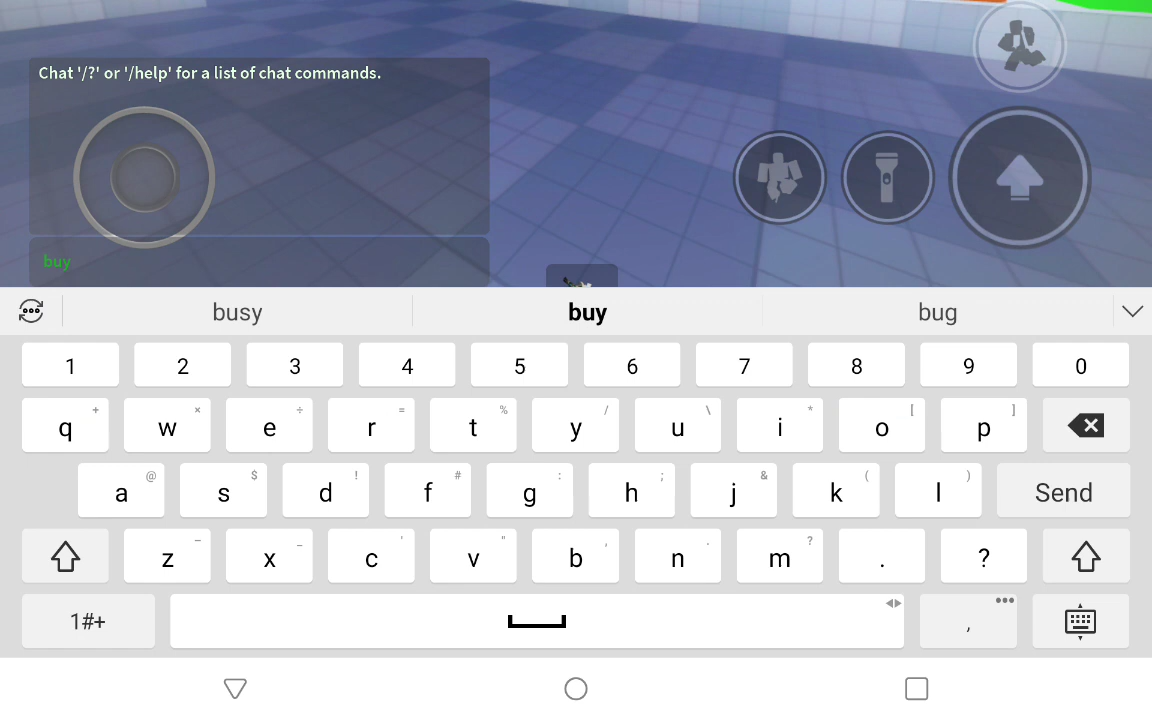 Chat '/?' or '/help' for a list of chat commands.
buy
busy buy bug
1 2 3 4 5 6 7 8 9 0
+ × ÷ = % / \ * [ ]
q w e r t y u i o p
@ $ ! # : ; & ( )
a s d f g h j k l Send
– _ ' " , . ?
z x c v b n m . ?
1#+ ,